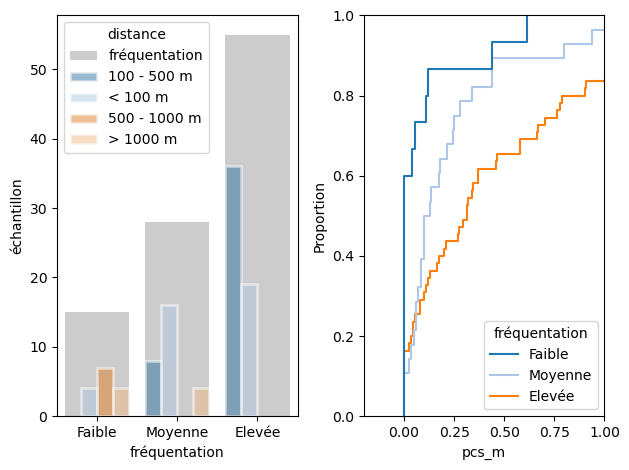 distance
fréquentation
100 - 500 m
< 100 m
500 - 1000 m
> 1000 m
50
40
30
20
10
0
échantillon
Faible
Moyenne
Elevée
fréquentation
1.0
0.8
0.6
0.4
0.2
0.0
Proportion
fréquentation
Faible
Moyenne
Elevée
0.00
0.25
0.50
0.75
1.00
pcs_m